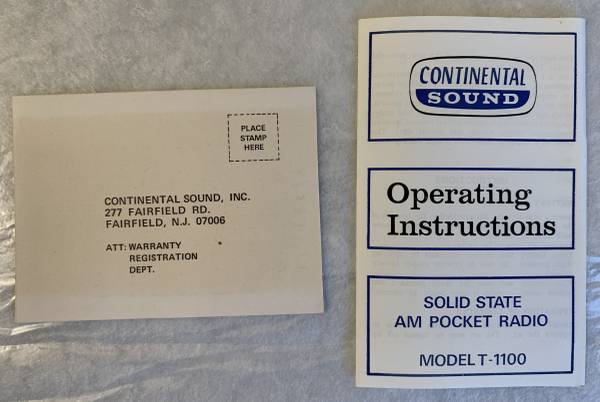 PLACE
STAMP
HERE
CONTINENTAL SOUND, INC.
277 FAIRFIELD RD.
FAIRFIELD, N.J. 07006
ATT: WARRANTY
REGISTRATION
DEPT.
CONTINENTAL
SOUND
Operating
Instructions
SOLID STATE
AM POCKET RADIO
MODEL T-1100